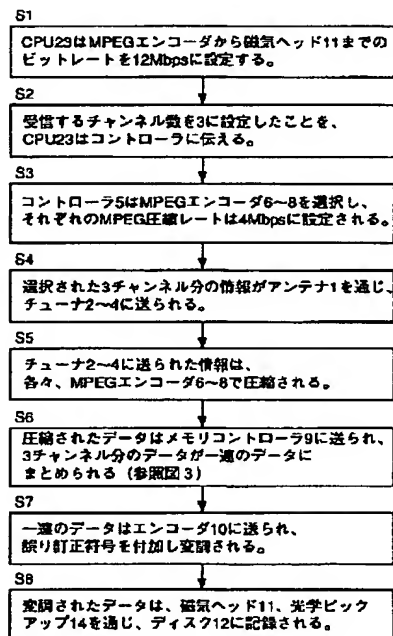 S1
CPU23はMPEGエンコーダから磁気ヘッド11までの
ビットレートを12Mbpsに設定する。
S2
受信するチャンネル数を3に設定したことを、
CPU23はコントローラに伝える。
S3
コントローラ5はMPEGエンコーダ6~8を選択し、
それぞれのMPEG圧縮レートは4Mbpsに設定される。
S4
選択された3チャンネル分の情報がアンテナ1を通じ、
チューナ2~4に送られる。
S5
チューナ2~4に送られた情報は、
各々、MPEGエンコーダ6~8で圧縮される。
S6
圧縮されたデータはメモリコントローラ9に送られ、
3チャンネル分のデータが一連のデータに
まとめられる(参照図3)
S7
一連のデータはエンコーダ10に送られ、
誤り訂正符号を付加し変調される。
S8
変調されたデータは、磁気ヘッド11、光学ピック
アップ14を通じ、ディスク12に記録される。